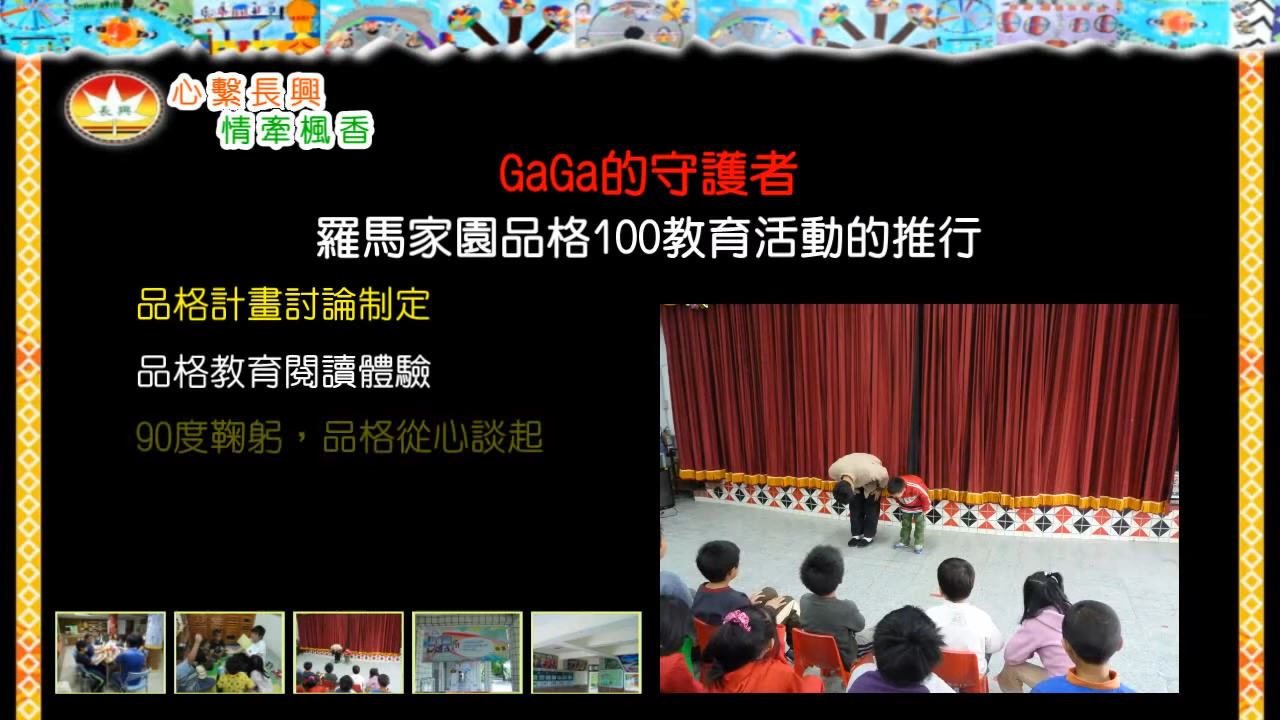 心繫長興
情牽楓香
長興
GaGa的守護者
羅馬家園品格100教育活動的推行
品格計畫討論制定
品格教育閱讀體驗
90度鞠躬，品格從心談起